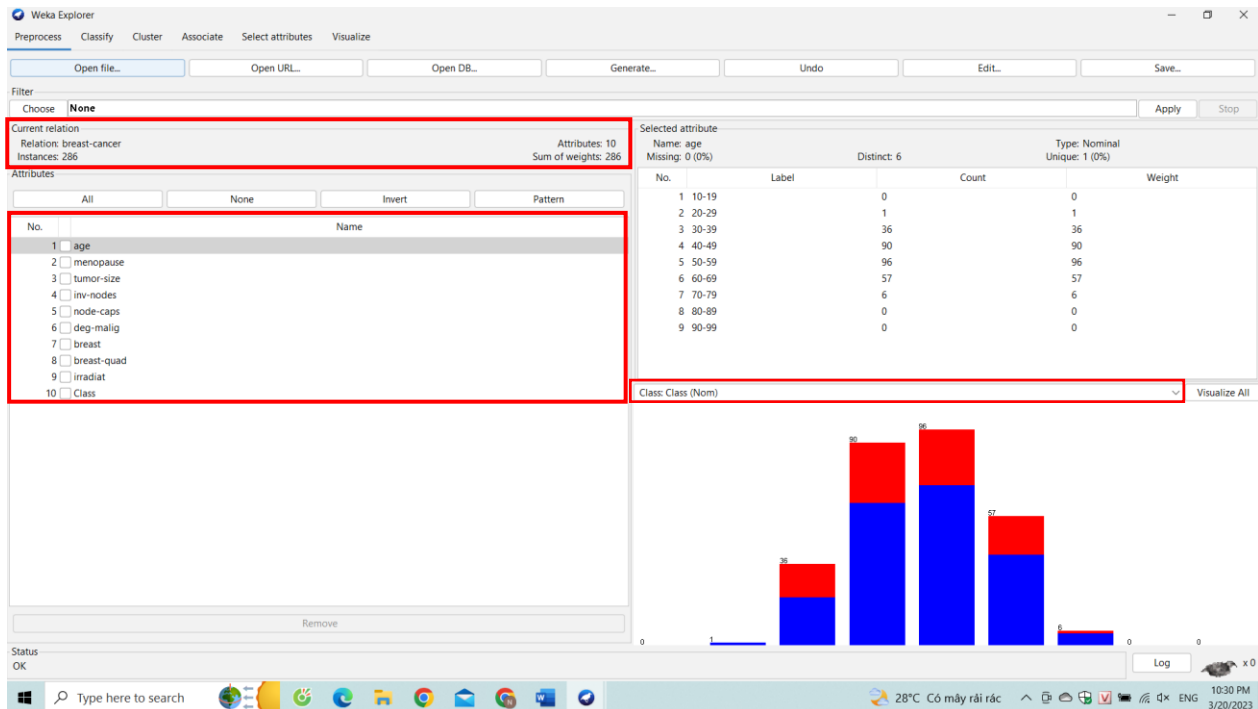 Weka Explorer
Preprocess Classify Cluster Associate Select attributes Visualize
Open file... Open URL... Open DB... Generate... Undo Edit... Save...
Filter
Choose None Apply Stop
Current relation
Relation: breast-cancer Attributes: 10
Instances: 286 Sum of weights: 286
Selected attribute
Name: age Type: Nominal
Missing: 0 (0%) Distinct: 6 Unique: 1 (0%)
Attributes
All None Invert Pattern
No. Name
1 age
2 menopause
3 tumor-size
4 inv-nodes
5 node-caps
6 deg-malig
7 breast
8 breast-quad
9 irradiat
10 Class
Remove
No. Label Count Weight
1 10-19 0 0
2 20-29 1 1
3 30-39 36 36
4 40-49 90 90
5 50-59 96 96
6 60-69 57 57
7 70-79 6 6
8 80-89 0 0
9 90-99 0 0
Class: Class (Nom) Visualize All
0 1 36 90 96 57 6 0 0
Status
OK Log x 0
Type here to search 28°C Có mây rải rác ENG 10:30 PM
3/20/2023